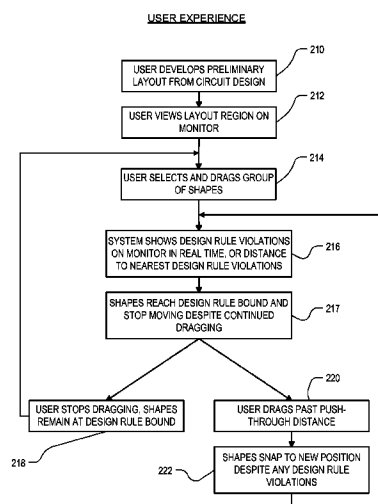 USER EXPERIENCE
210
USER DEVELOPS PRELIMINARY
LAYOUT FROM CIRCUIT DESIGN
212
USER VIEWS LAYOUT REGION ON
MONITOR
214
USER SELECTS AND DRAGS GROUP
OF SHAPES
SYSTEM SHOWS DESIGN RULE VIOLATIONS
ON MONITOR IN REAL TIME, OR DISTANCE
TO NEAREST DESIGN RULE VIOLATIONS
216
SHAPES REACH DESIGN RULE BOUND AND
STOP MOVING DESPITE CONTINUED
DRAGGING
217
USER STOPS DRAGGING, SHAPES
REMAIN AT DESIGN RULE BOUND
218
220
USER DRAGS PAST PUSH-
THROUGH DISTANCE
222
SHAPES SNAP TO NEW POSITION
DESPITE ANY DESIGN RULE
VIOLATIONS